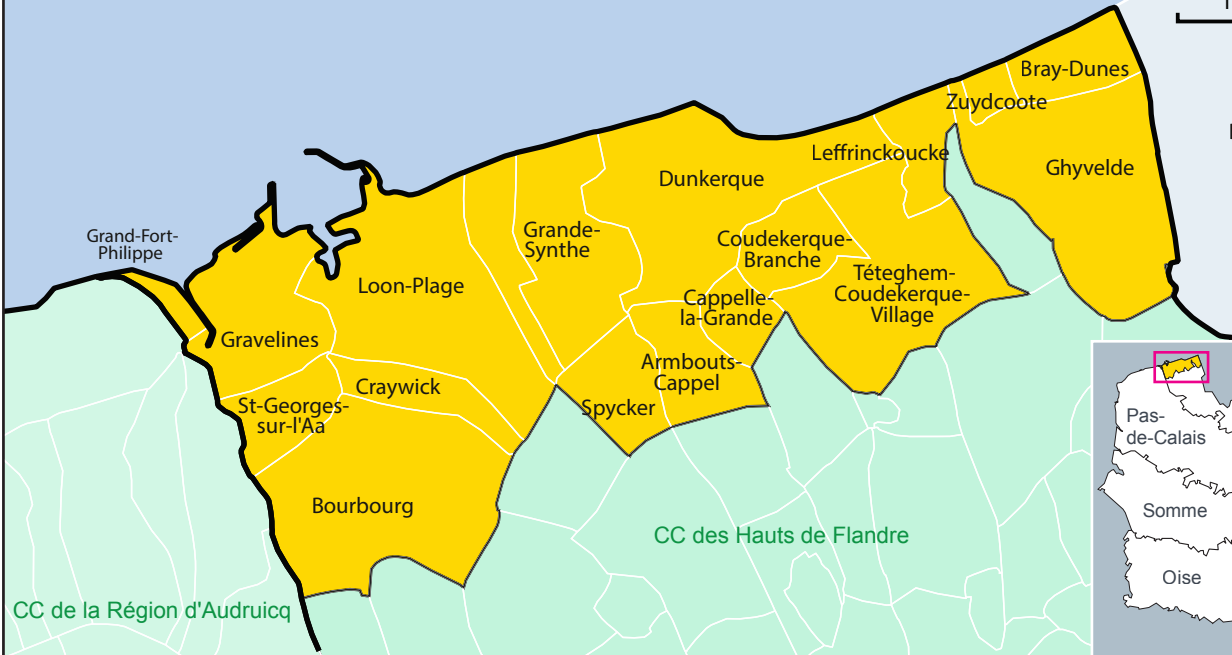 Bray-Dunes
Zuydcoote
Leffrinckoucke
Ghyvelde
Dunkerque
Grande-
Synthe
Coudekerque-
Branche
Grand-Fort-
Philippe
Loon-Plage
Téteghem-
Coudekerque-
Village
Cappelle-
la-Grande
Gravelines
Armbouts-
Cappel
Craywick
St-Georges-
sur-l'Aa
Spycker
Bourbourg
CC des Hauts de Flandre
CC de la Région d'Audruicq
Pas-
de-Calais
Somme
Oise